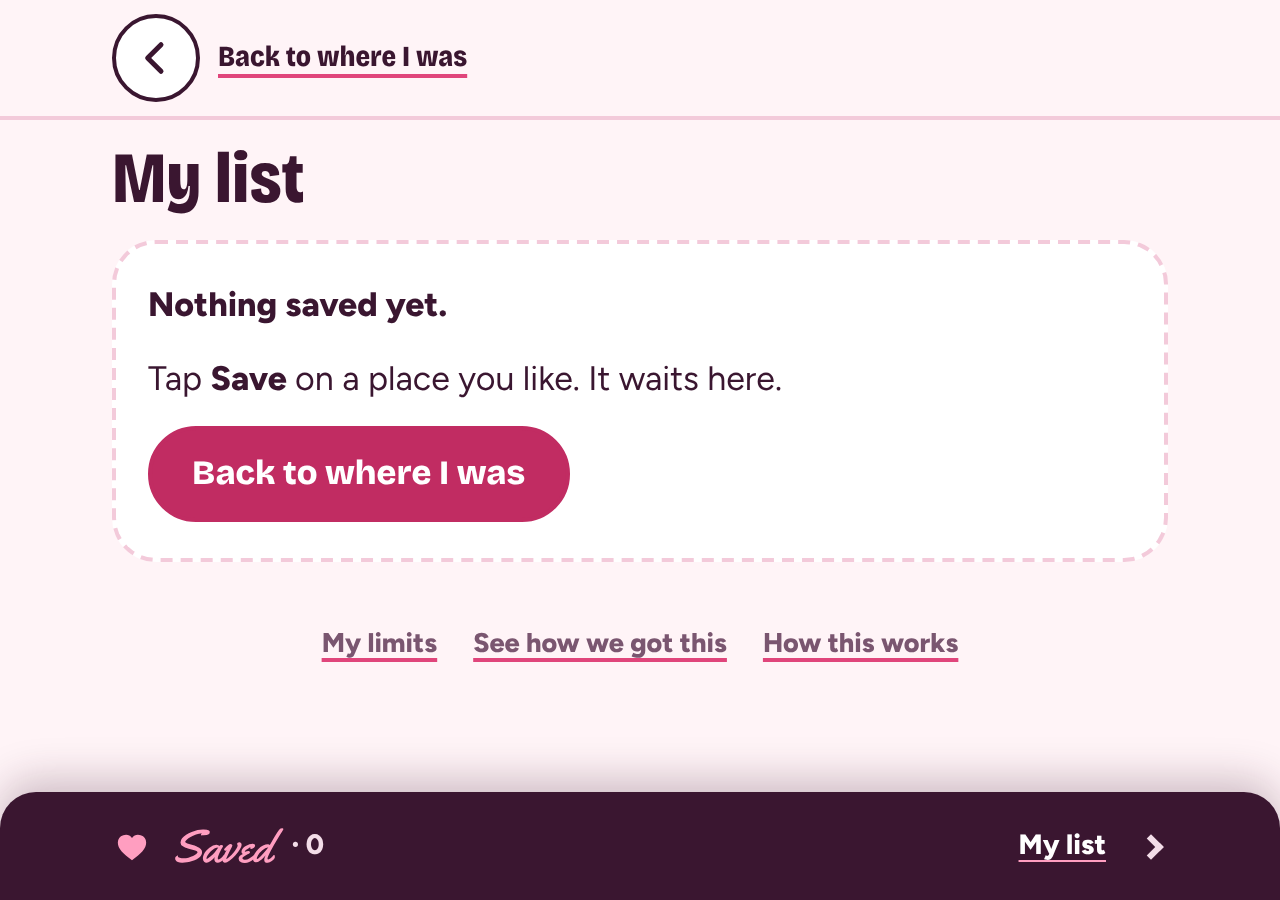 Back to where I was
My list
Nothing saved yet.
Tap Save on a place you like. It waits here.
Back to where I was
My limits See how we got this How this works
Saved · 0 My list